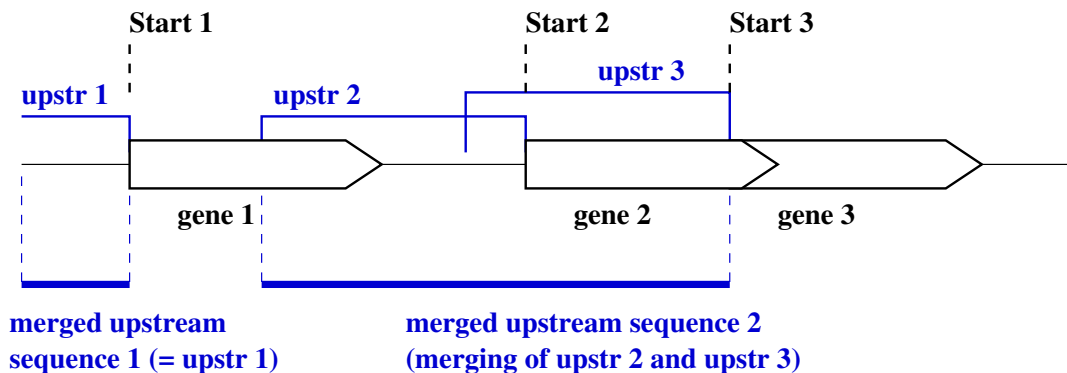 Start 1
Start 2
Start 3
upstr 1
upstr 2
upstr 3
gene 1
gene 2
gene 3
merged upstream
sequence 1 (= upstr 1)
merged upstream sequence 2
(merging of upstr 2 and upstr 3)